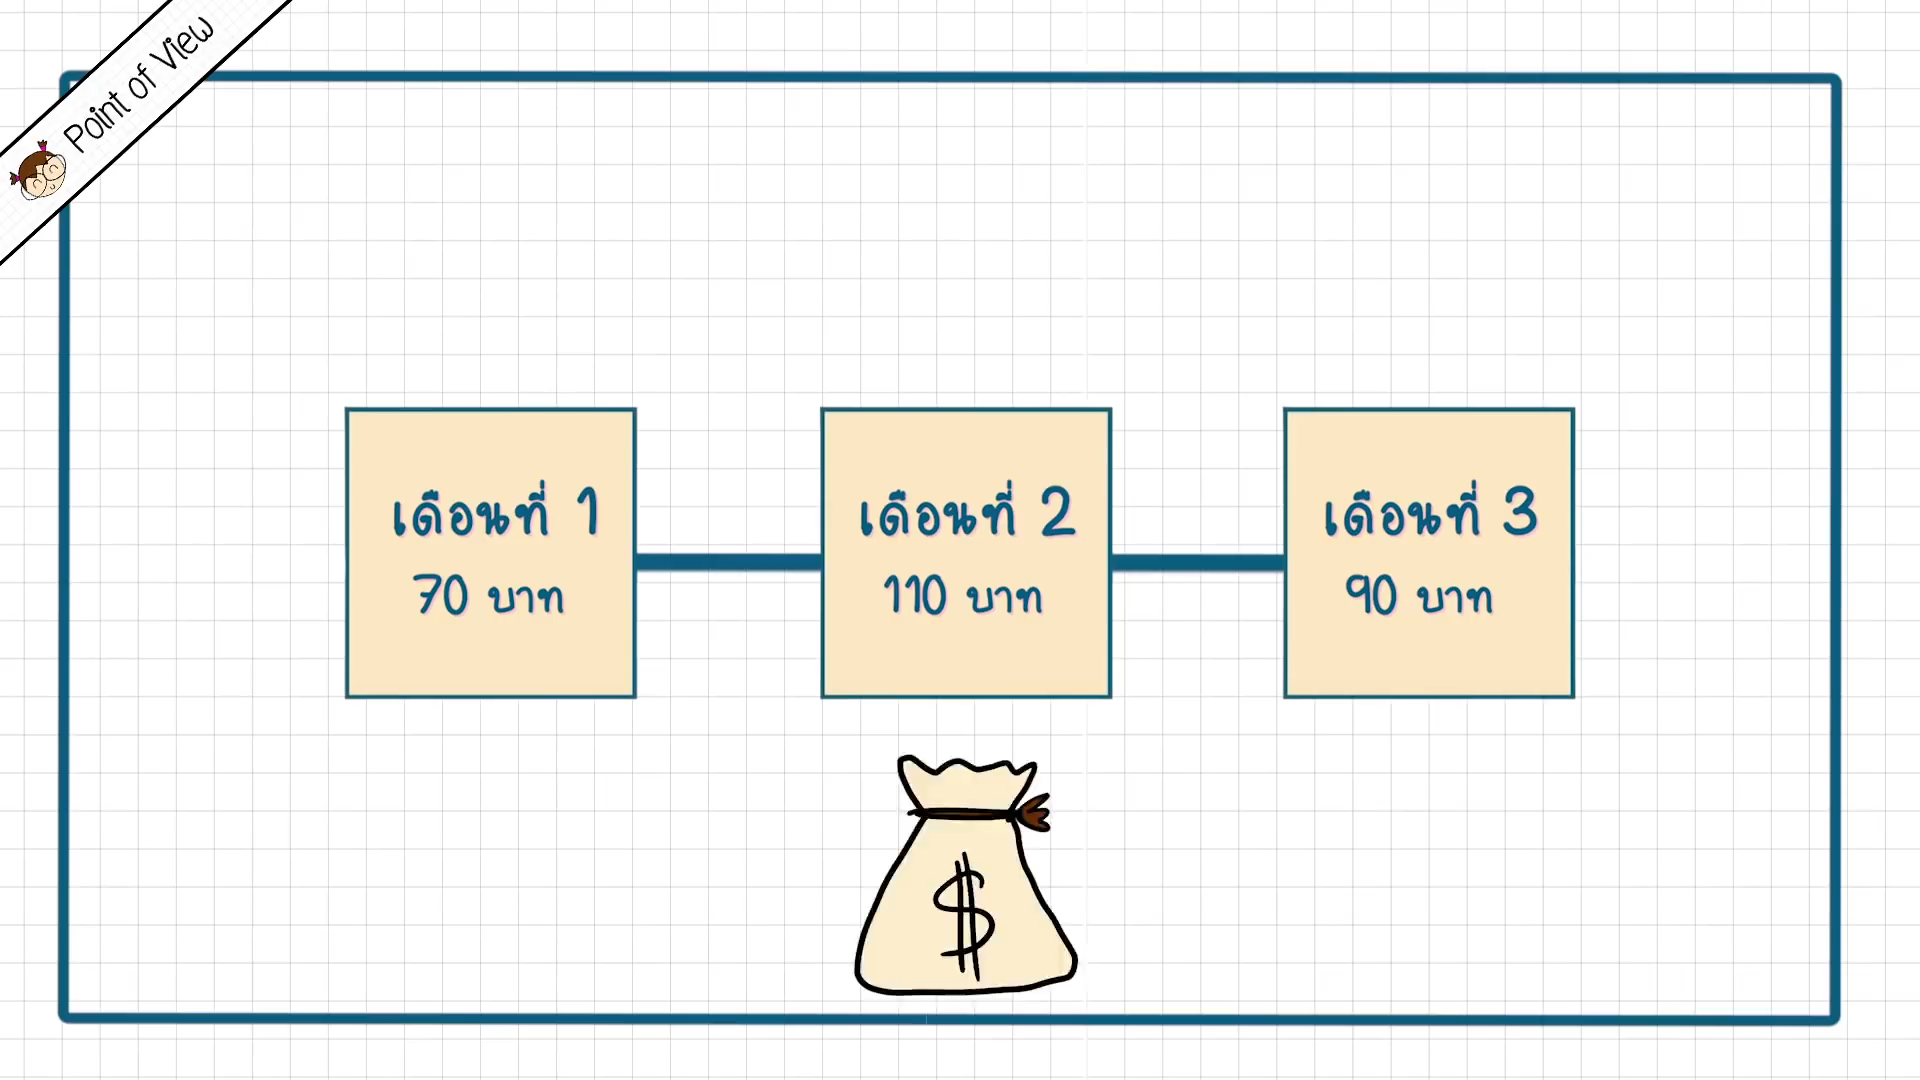 Point of View
เดือนที่ 1
70 บาท
เดือนที่ 2
110 บาท
เดือนที่ 3
90 บาท
$